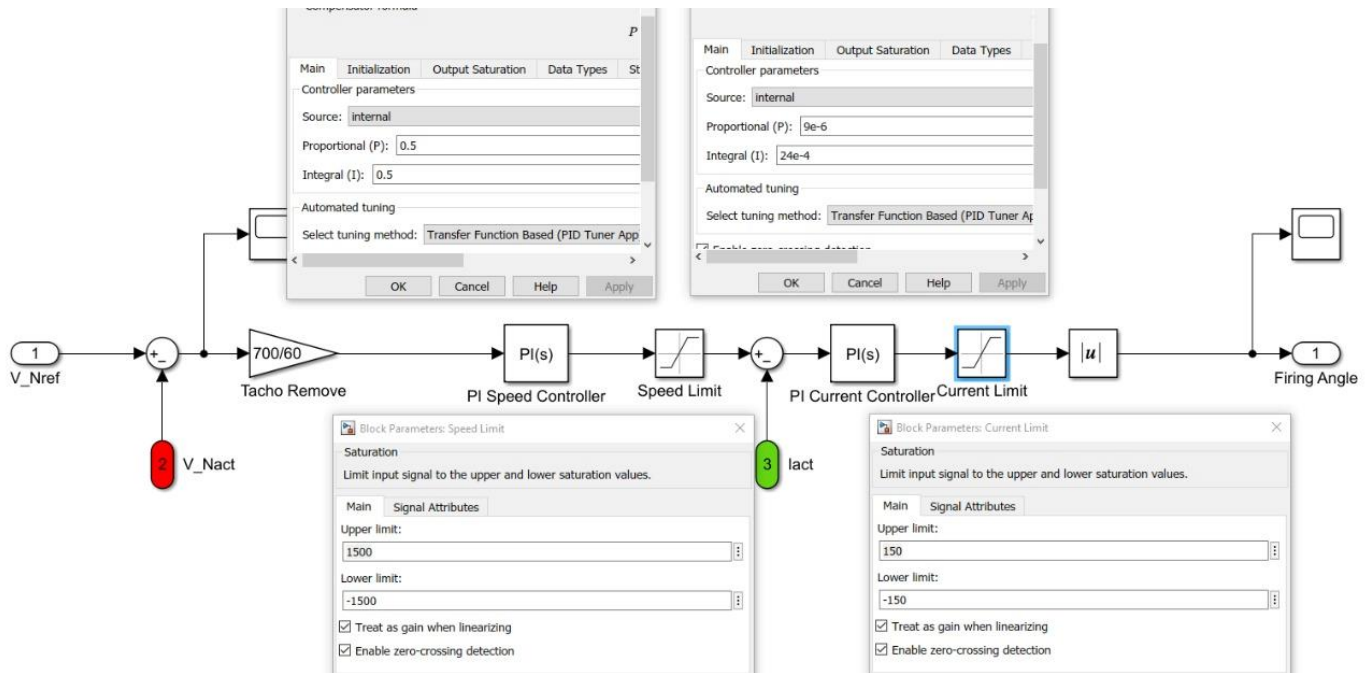 P
Main Initialization Output Saturation Data Types St
Controller parameters
Source: internal
Proportional (P): 0.5
Integral (I): 0.5
Automated tuning
Select tuning method: Transfer Function Based (PID Tuner App
OK Cancel Help Apply
Main Initialization Output Saturation Data Types
Controller parameters
Source: internal
Proportional (P): 9e-6
Integral (I): 24e-4
Automated tuning
Select tuning method: Transfer Function Based (PID Tuner Ap
OK Cancel Help Apply
1
V_Nref
+_
700/60
Tacho Remove
PI(s)
PI Speed Controller
Speed Limit
+_
PI(s)
PI Current Controller
Current Limit
|u|
1
Firing Angle
2
V_Nact
3
Iact
Block Parameters: Speed Limit
Saturation
Limit input signal to the upper and lower saturation values.
Main Signal Attributes
Upper limit:
1500
Lower limit:
-1500
Treat as gain when linearizing
Enable zero-crossing detection
Block Parameters: Current Limit
Saturation
Limit input signal to the upper and lower saturation values.
Main Signal Attributes
Upper limit:
150
Lower limit:
-150
Treat as gain when linearizing
Enable zero-crossing detection